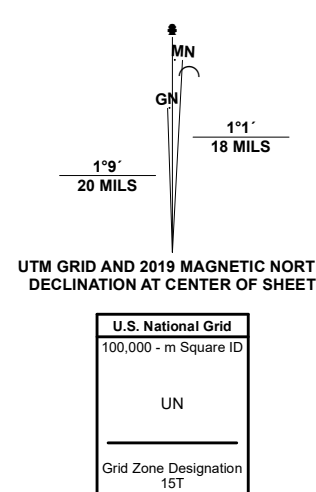 MN
GN
1°1´
18 MILS
1°9´
20 MILS
UTM GRID AND 2019 MAGNETIC NORT
DECLINATION AT CENTER OF SHEET
U.S. National Grid
100,000 - m Square ID
UN
Grid Zone Designation
15T